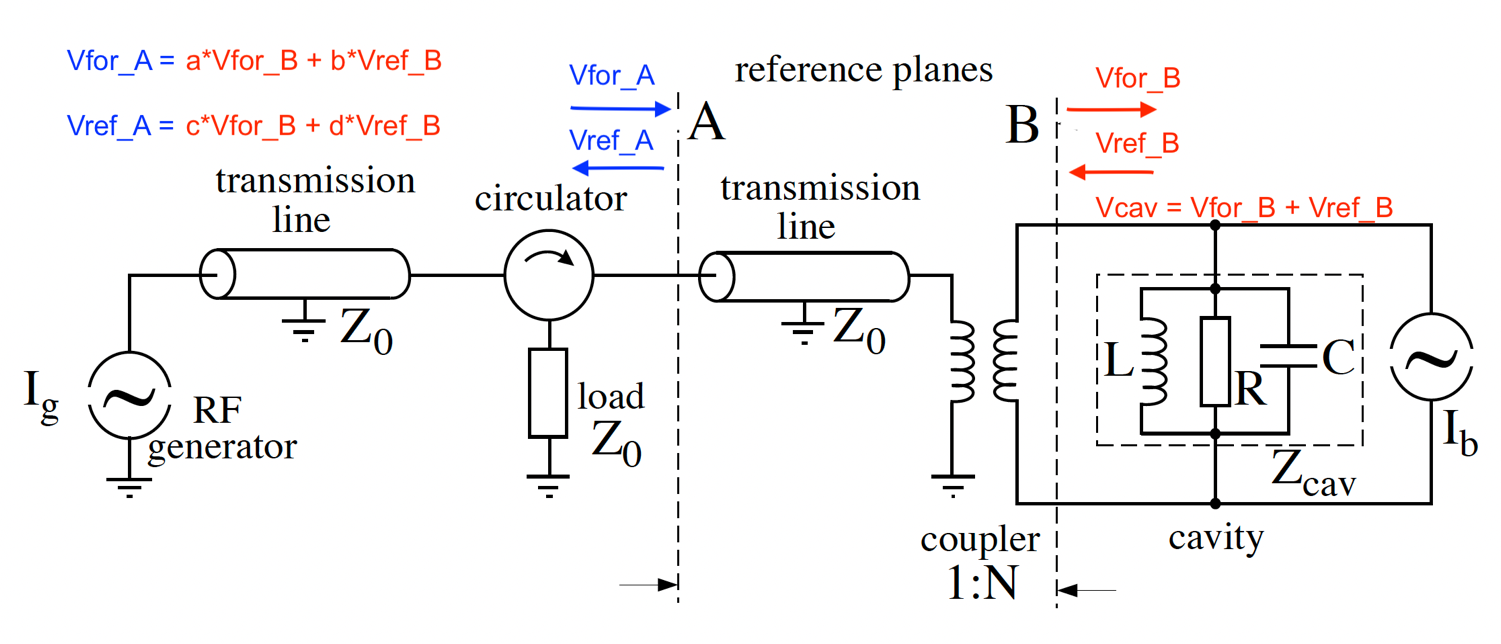 Vfor_A = a*Vfor_B + b*Vref_B
Vref_A = c*Vfor_B + d*Vref_B
Vfor_A
Vref_A
A
reference planes
B
Vfor_B
Vref_B
Vcav = Vfor_B + Vref_B
transmission
line
circulator
transmission
line
Z0
Z0
Ig
RF
generator
load
Z0
L
R
C
Zcav
Ib
coupler
1:N
cavity